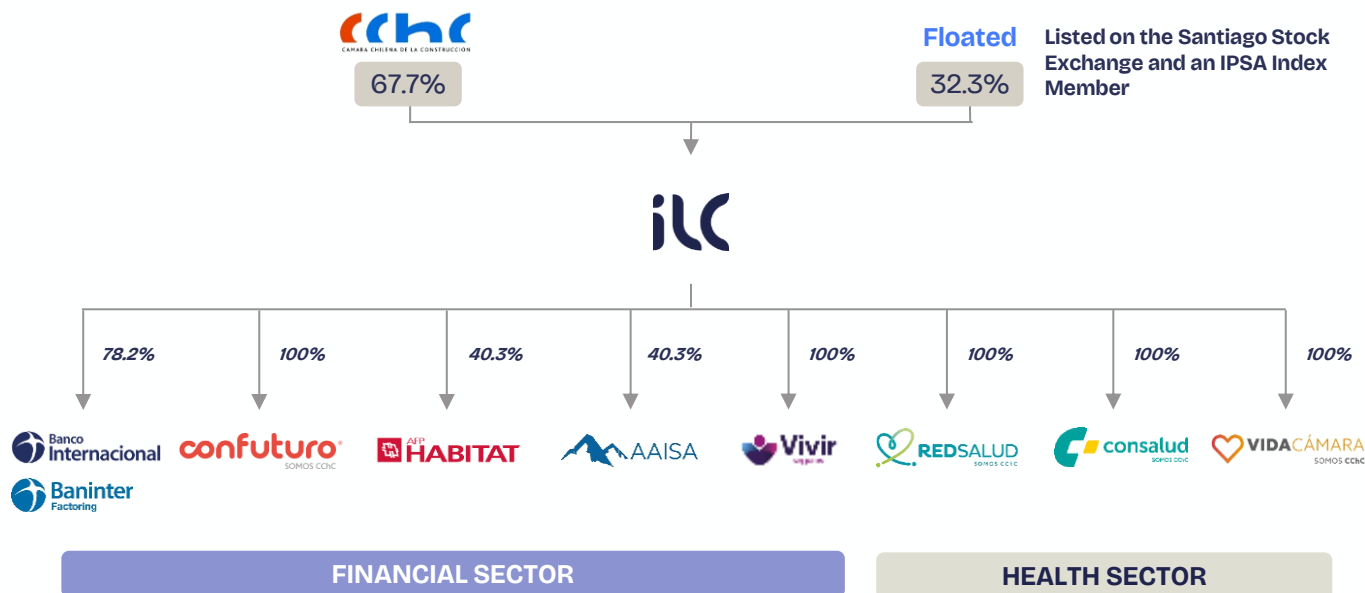 CChC
CÁMARA CHILENA DE LA CONSTRUCCIÓN
67.7%
Floated
32.3%
Listed on the Santiago Stock
Exchange and an IPSA Index
Member
ilc
78.2%
100%
40.3%
40.3%
100%
100%
100%
100%
Banco
Internacional
confuturo®
SOMOS CChC
AFP
HABITAT
AAISA
Vivir
seguros
REDSALUD
SOMOS CChC
consalud
SOMOS CChC
VIDACÁMARA
SOMOS CChC
Baninter
Factoring
FINANCIAL SECTOR
HEALTH SECTOR